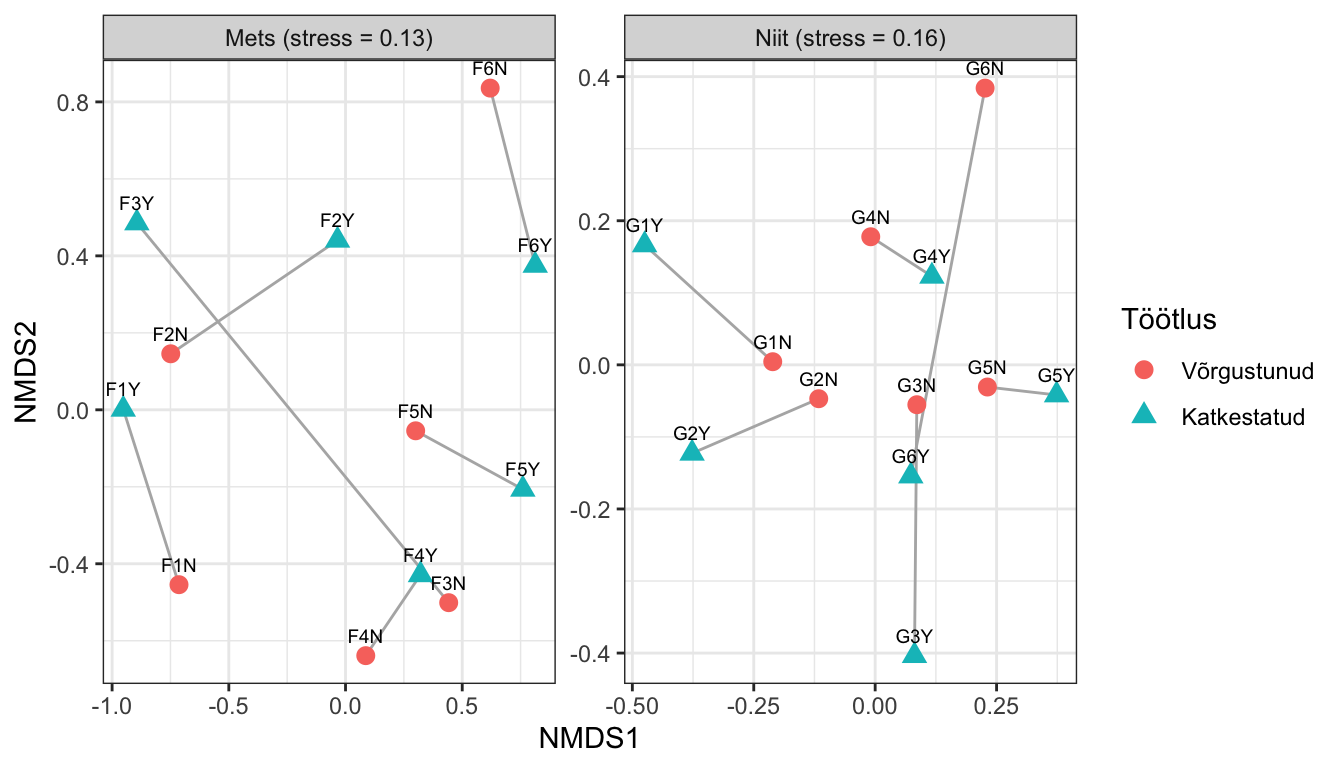 Mets (stress = 0.13)
Niit (stress = 0.16)
NMDS2
0.8
0.4
0.0
-0.4
F6N
F3Y
F2Y
F6Y
F2N
F1Y
F5N
F5Y
F4Y
F1N
F3N
F4N
-1.0
-0.5
0.0
0.5
0.4
0.2
0.0
-0.2
-0.4
G6N
G4N
G1Y
G4Y
G1N
G5N
G5Y
G2N
G3N
G2Y
G6Y
G3Y
-0.50
-0.25
0.00
0.25
NMDS1
Töötlus
Võrgustunud
Katkestatud